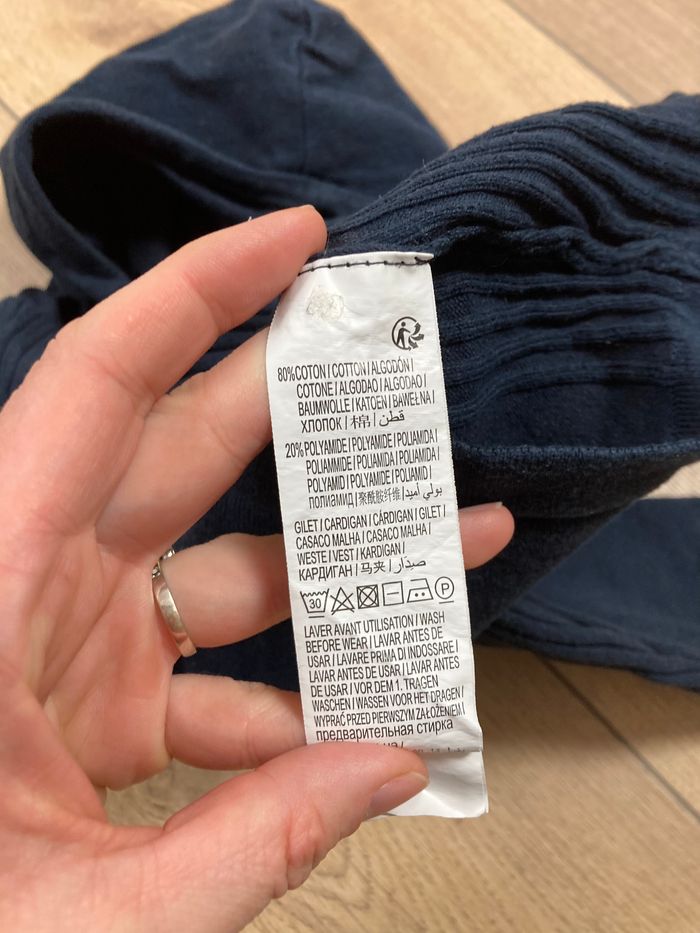 80%COTON | COTTON | ALGODÓN |
COTONE | ALGODAO | ALGODAO |
BAUMWOLLE | KATOEN | BAWEŁNA |
ХЛОПОК | 棉 | قطن |
20% POLYAMIDE | POLYAMIDE | POLIAMIDA |
POLIAMMIDE | POLIAMIDA | POLIAMIDA |
POLYAMID | POLYAMIDE | POLIAMID |
ПОЛИАМИД | 聚酰胺纤维 | بولي أميد |
GILET | CARDIGAN | CÁRDIGAN | GILET |
CASACO MALHA | CASACO MALHA |
WESTE | VEST | KARDIGAN |
КАРДИГАН | 马夹 | صيدار |
30 P
LAVER AVANT UTILISATION | WASH
BEFORE WEAR | LAVAR ANTES DE
USAR | LAVARE PRIMA DI INDOSSARE |
LAVAR ANTES DE USAR | LAVAR ANTES
DE USAR | VOR DEM 1. TRAGEN
WASCHEN | WASSEN VOOR HET DRAGEN |
WYPRAĆ PRZED PIERWSZYM ZAŁOŻENIEM |
предварительная стирка